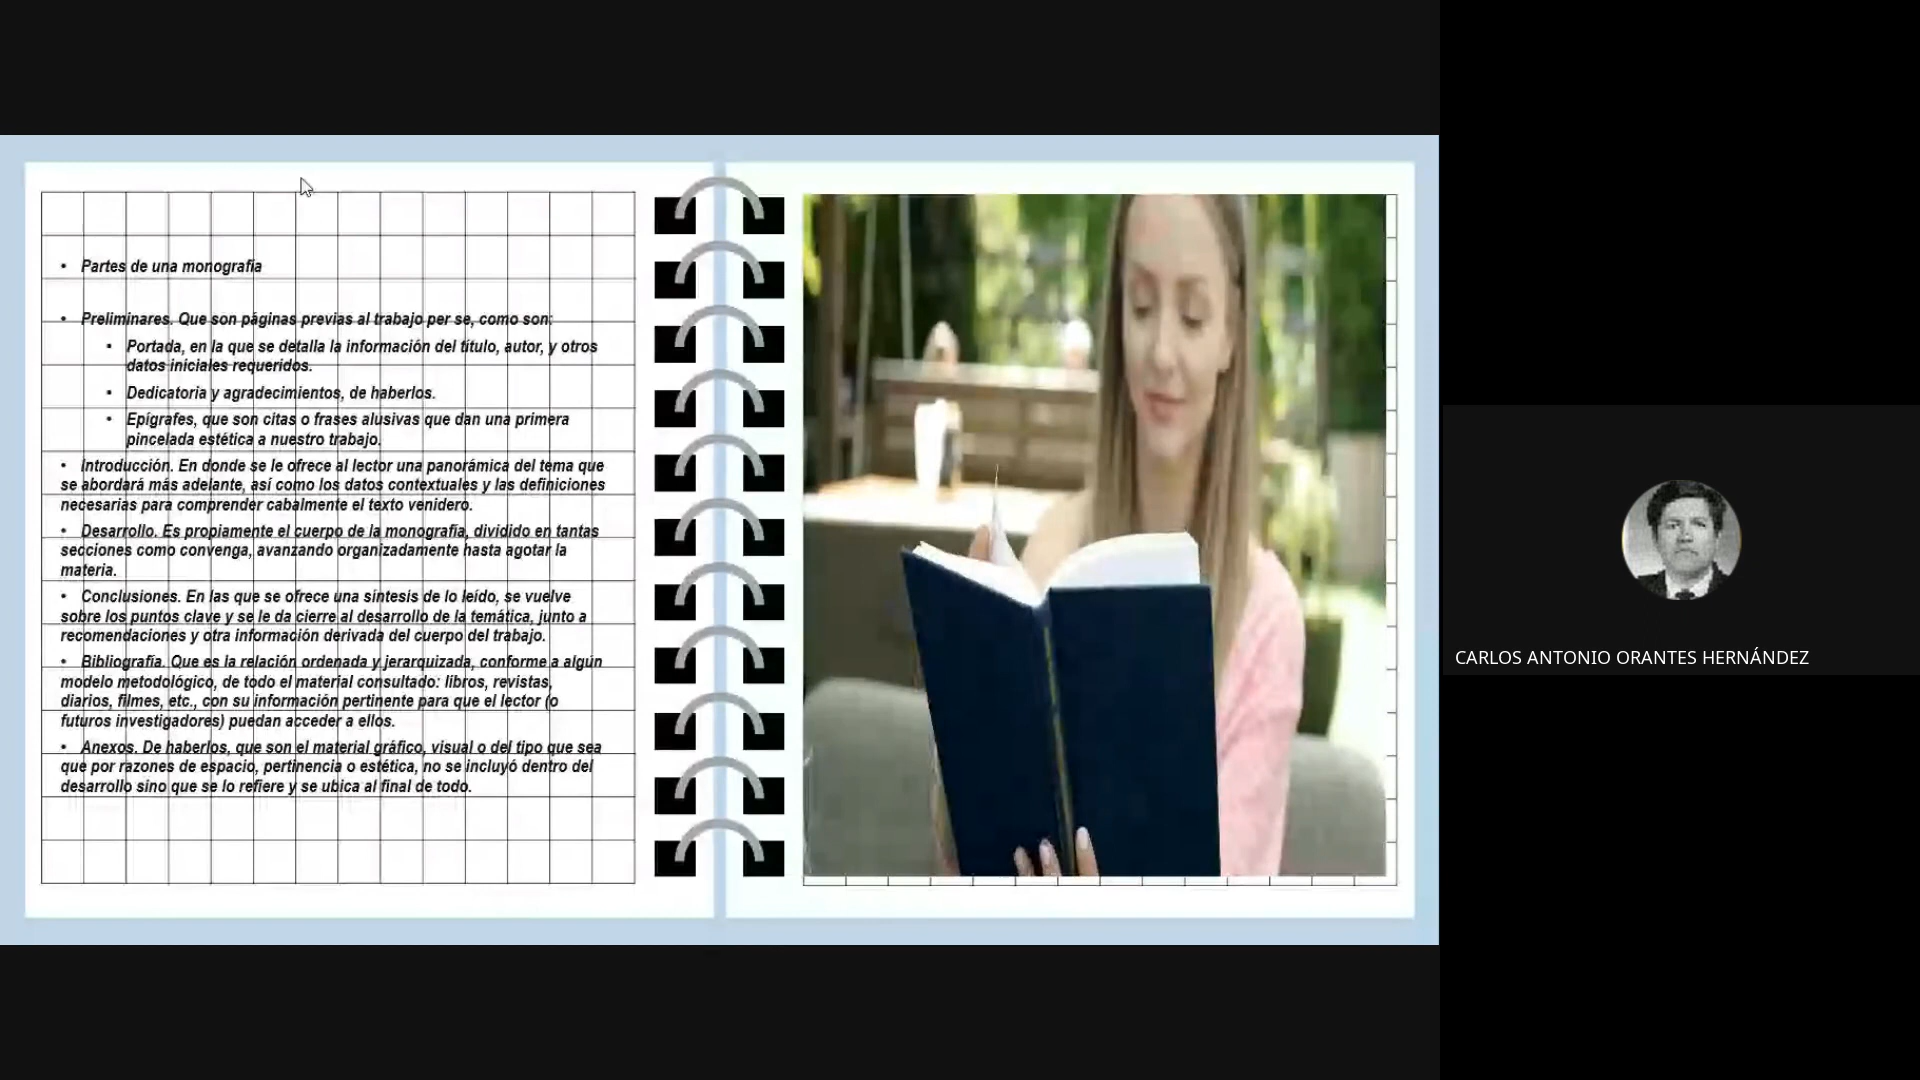 • Partes de una monografía
• Preliminares. Que son páginas previas al trabajo per se, como son:
• Portada, en la que se detalla la información del título, autor, y otros
datos iniciales requeridos.
• Dedicatoria y agradecimientos, de haberlos.
• Epígrafes, que son citas o frases alusivas que dan una primera
pincelada estética a nuestro trabajo.
• Introducción. En donde se le ofrece al lector una panorámica del tema que
se abordará más adelante, así como los datos contextuales y las definiciones
necesarias para comprender cabalmente el texto venidero.
• Desarrollo. Es propiamente el cuerpo de la monografía, dividido en tantas
secciones como convenga, avanzando organizadamente hasta agotar la
materia.
• Conclusiones. En las que se ofrece una síntesis de lo leído, se vuelve
sobre los puntos clave y se le da cierre al desarrollo de la temática, junto a
recomendaciones y otra información derivada del cuerpo del trabajo.
• Bibliografía. Que es la relación ordenada y jerarquizada, conforme a algún
modelo metodológico, de todo el material consultado: libros, revistas,
diarios, filmes, etc., con su información pertinente para que el lector (o
futuros investigadores) puedan acceder a ellos.
• Anexos. De haberlos, que son el material gráfico, visual o del tipo que sea
que por razones de espacio, pertinencia o estética, no se incluyó dentro del
desarrollo sino que se lo refiere y se ubica al final de todo.
CARLOS ANTONIO ORANTES HERNÁNDEZ